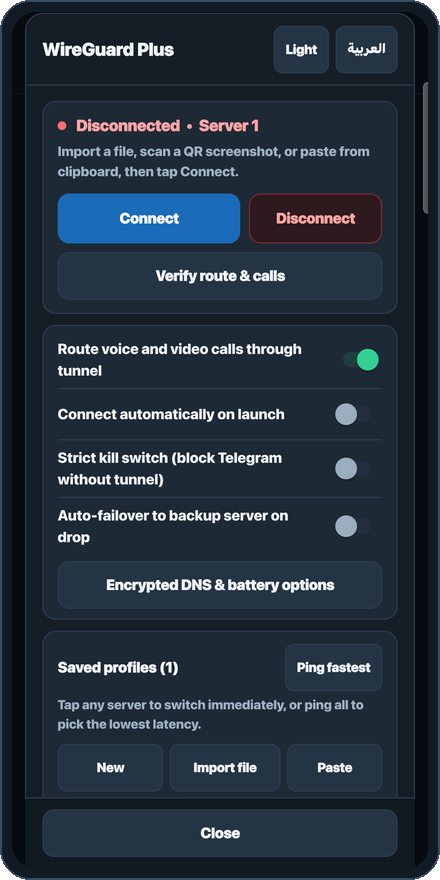 WireGuard Plus
Light
العربية
Disconnected • Server 1
Import a file, scan a QR screenshot, or paste from
clipboard, then tap Connect.
Connect
Disconnect
Verify route & calls
Route voice and video calls through
tunnel
Connect automatically on launch
Strict kill switch (block Telegram
without tunnel)
Auto-failover to backup server on
drop
Encrypted DNS & battery options
Saved profiles (1)
Ping fastest
Tap any server to switch immediately, or ping all to
pick the lowest latency.
New
Import file
Paste
Close